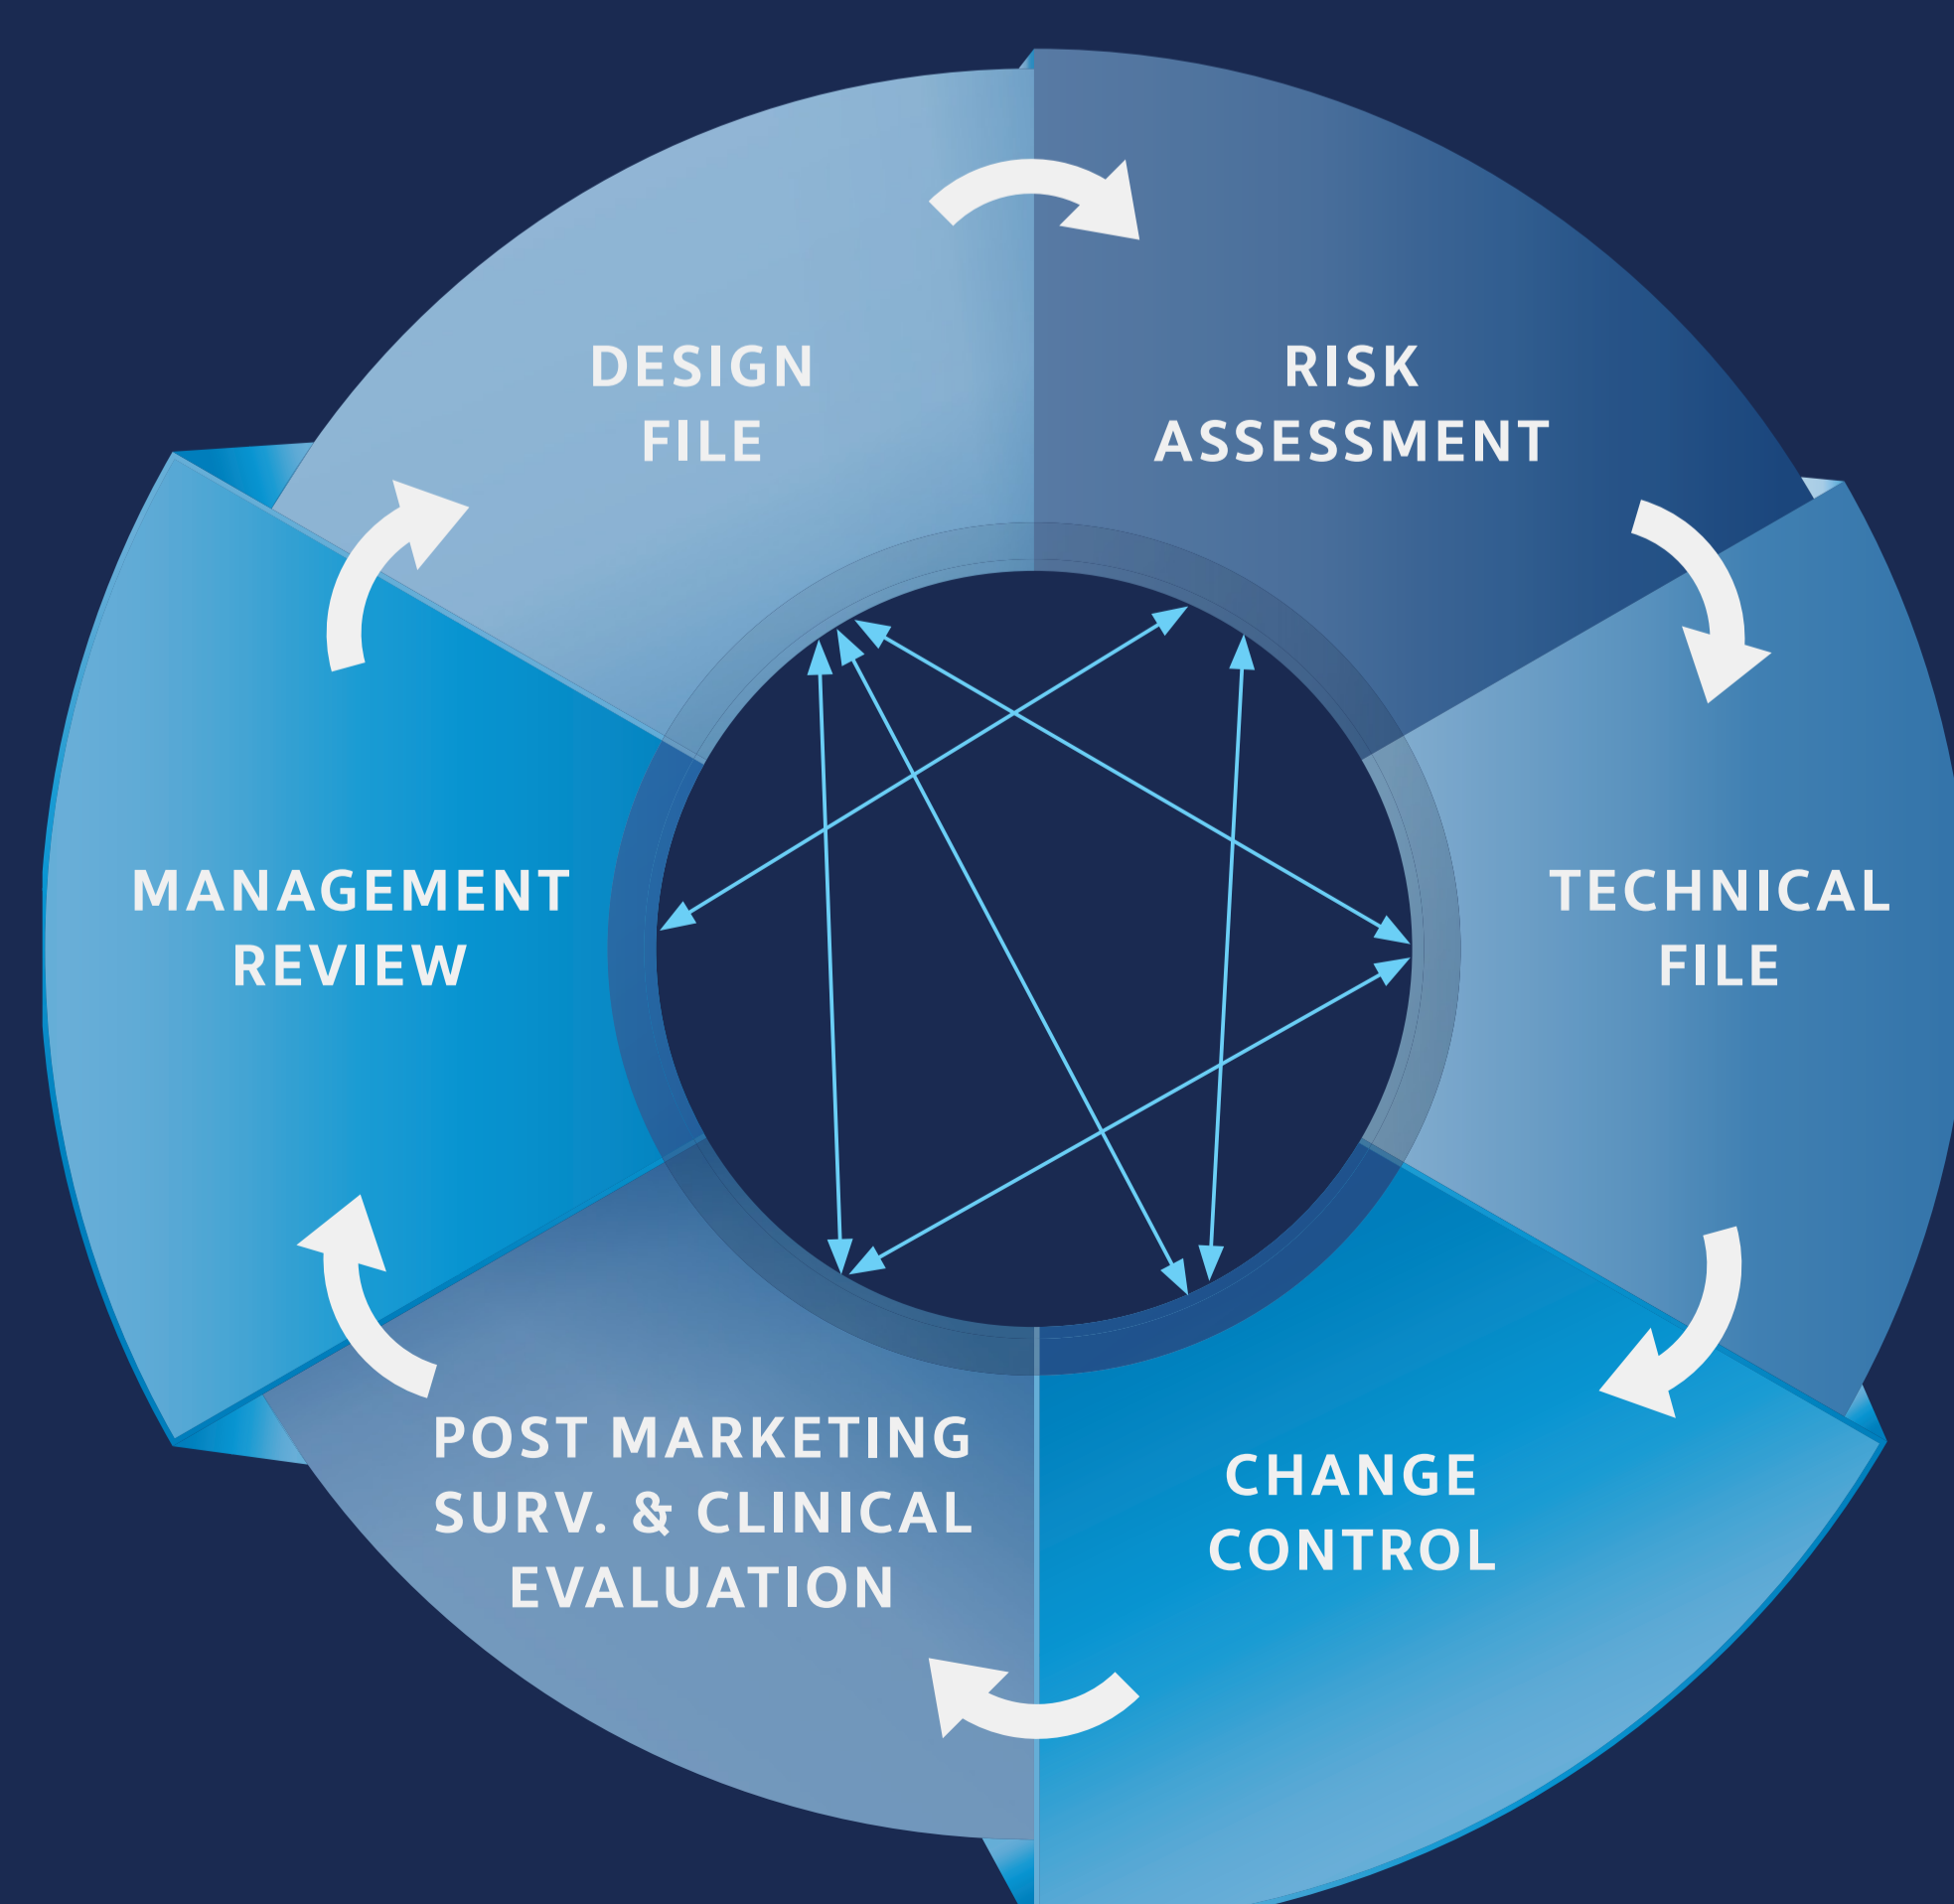 DESIGN
FILE
RISK
ASSESSMENT
MANAGEMENT
REVIEW
TECHNICAL
FILE
POST MARKETING
SURV. & CLINICAL
EVALUATION
CHANGE
CONTROL